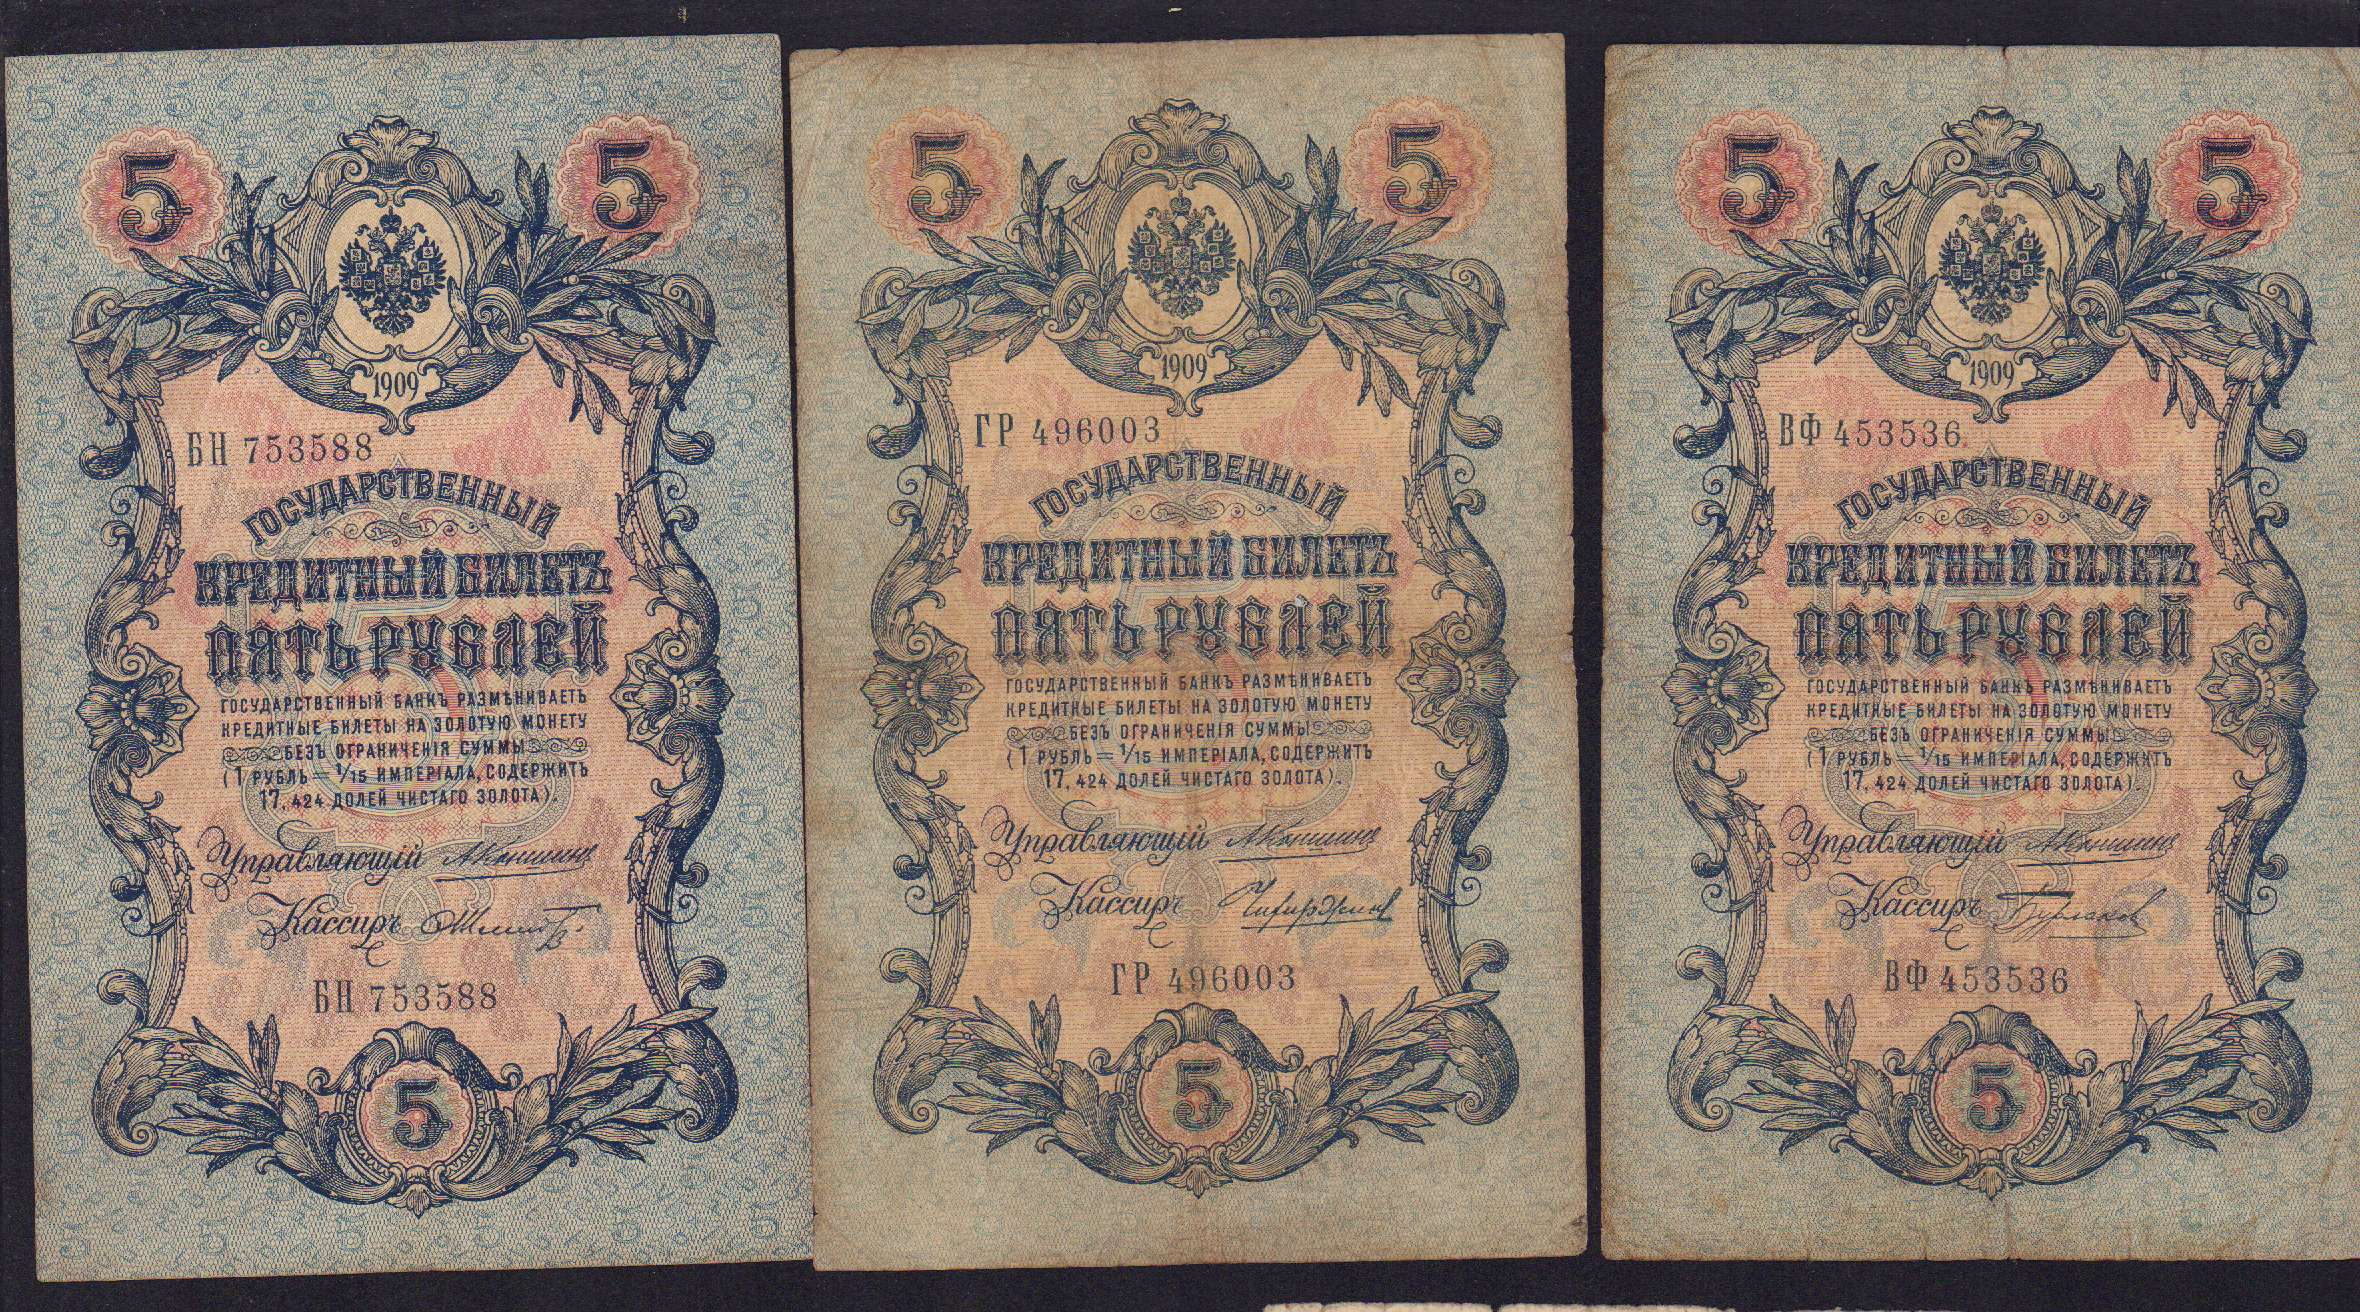 5 5
1909
БН 753588
ГОСУДАРСТВЕННЫЙ
КРЕДИТНЫЙ БИЛЕТЪ
ПЯТЬ РУБЛЕЙ
ГОСУДАРСТВЕННЫЙ БАНКЪ РАЗМѢНИВАЕТЪ
КРЕДИТНЫЕ БИЛЕТЫ НА ЗОЛОТУЮ МОНЕТУ
БЕЗЪ ОГРАНИЧЕНІЯ СУММЫ
(1 РУБЛЬ = 1/15 ИМПЕРІАЛА, СОДЕРЖИТЪ
17,424 ДОЛЕЙ ЧИСТАГО ЗОЛОТА).
Управляющій
Кассиръ
БН 753588
5
5 5
1909
ГР 496003
ГОСУДАРСТВЕННЫЙ
КРЕДИТНЫЙ БИЛЕТЪ
ПЯТЬ РУБЛЕЙ
ГОСУДАРСТВЕННЫЙ БАНКЪ РАЗМѢНИВАЕТЪ
КРЕДИТНЫЕ БИЛЕТЫ НА ЗОЛОТУЮ МОНЕТУ
БЕЗЪ ОГРАНИЧЕНІЯ СУММЫ
(1 РУБЛЬ = 1/15 ИМПЕРІАЛА, СОДЕРЖИТЪ
17,424 ДОЛЕЙ ЧИСТАГО ЗОЛОТА).
Управляющій
Кассиръ
ГР 496003
5
5 5
1909
ВФ 453536
ГОСУДАРСТВЕННЫЙ
КРЕДИТНЫЙ БИЛЕТЪ
ПЯТЬ РУБЛЕЙ
ГОСУДАРСТВЕННЫЙ БАНКЪ РАЗМѢНИВАЕТЪ
КРЕДИТНЫЕ БИЛЕТЫ НА ЗОЛОТУЮ МОНЕТУ
БЕЗЪ ОГРАНИЧЕНІЯ СУММЫ
(1 РУБЛЬ = 1/15 ИМПЕРІАЛА, СОДЕРЖИТЪ
17,424 ДОЛЕЙ ЧИСТАГО ЗОЛОТА).
Управляющій
Кассиръ
ВФ 453536
5